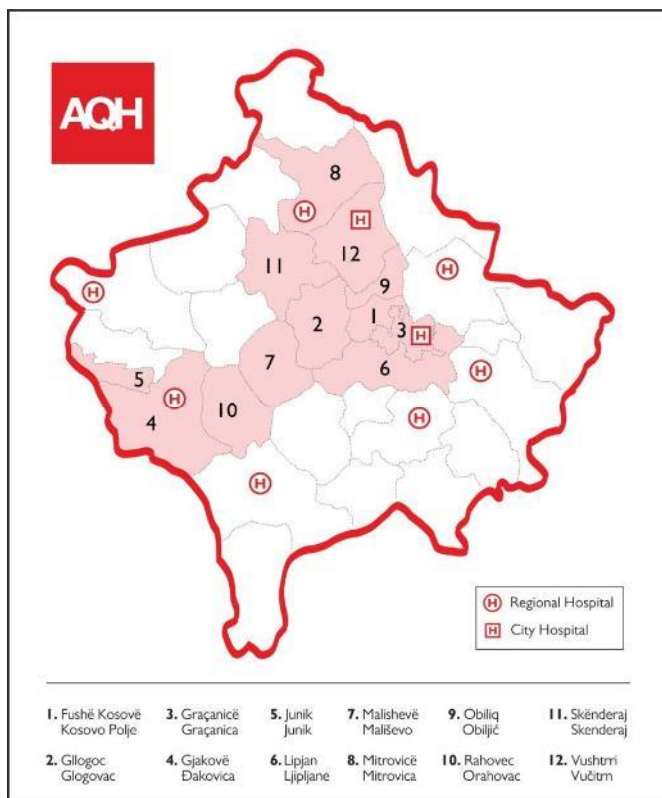 AQH
8
H
H
12
11
H
9
H
2
1
3
H
6
7
5
H
H
4
10
H
H
H Regional Hospital
H City Hospital
1. Fushë Kosovë
Kosovo Polje
3. Graçanicë
Graçanica
5. Junik
Junik
7. Malishevë
Mališevo
9. Obiliq
Obiljić
11. Skënderaj
Skenderaj
2. Gllogoc
Glogovac
4. Gjakovë
Đakovica
6. Lipjan
Ljipljane
8. Mitrovicë
Mitrovica
10. Rahovec
Orahovac
12. Vushtrri
Vučitrn